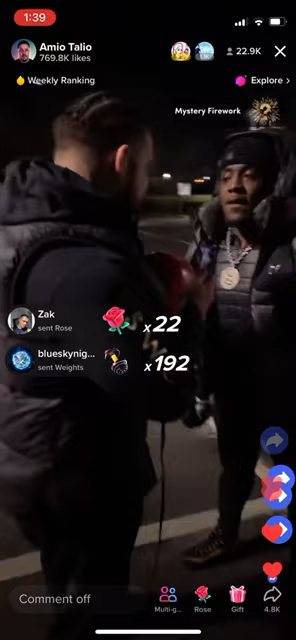 1:39
Amio Talio
769.8K likes
22.9K
Weekly Ranking
Explore >
Mystery Firework
Zak
sent Rose
x22
blueskynig...
sent Weights
x192
Comment off
Multi-g...
Rose
Gift
4.8K